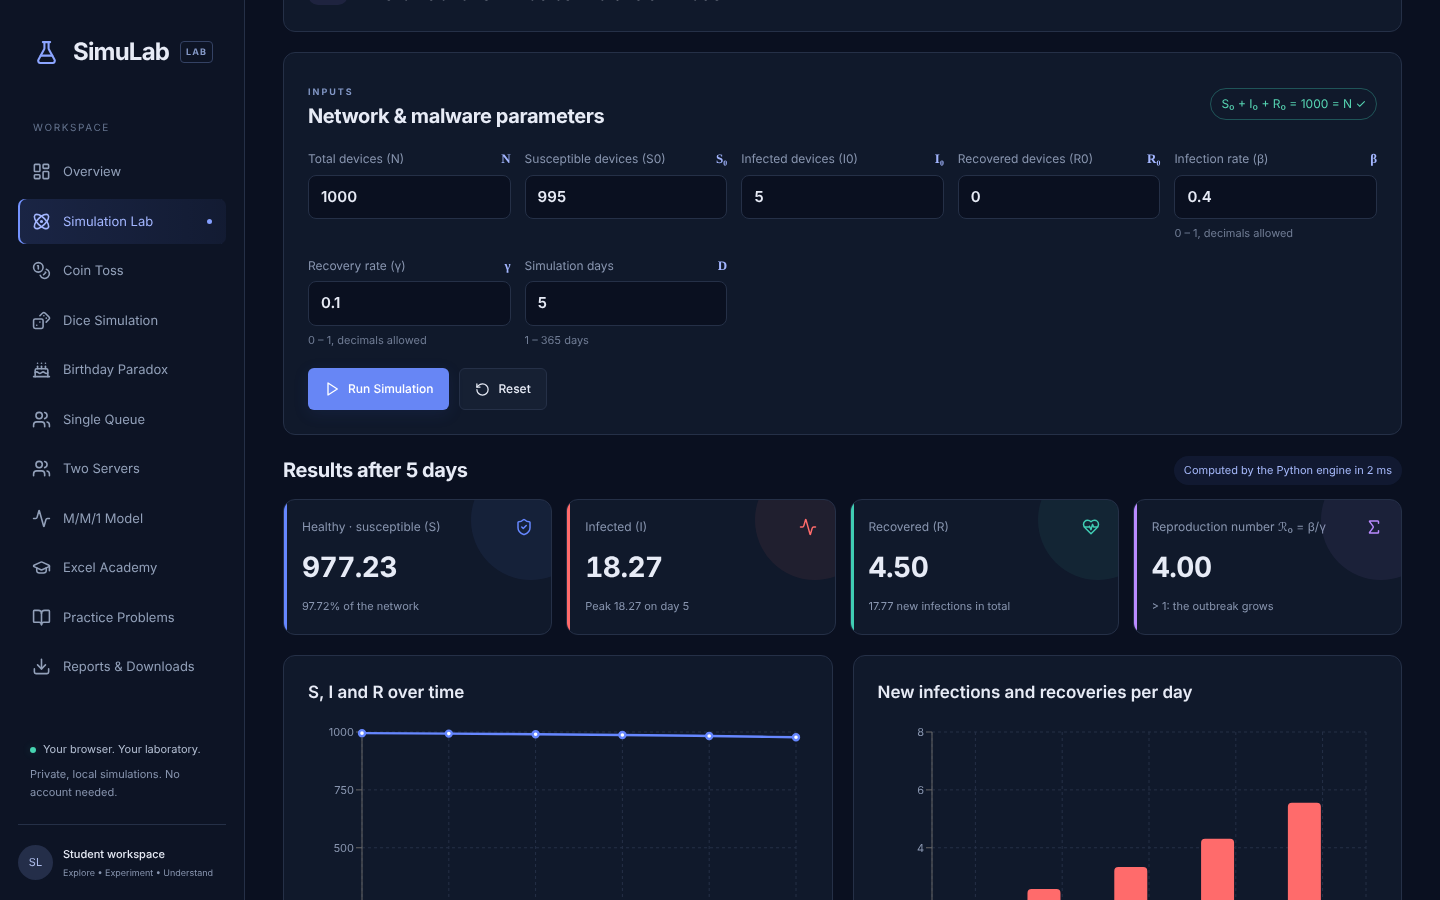 SimuLab LAB
WORKSPACE
Overview
Simulation Lab
Coin Toss
Dice Simulation
Birthday Paradox
Single Queue
Two Servers
M/M/1 Model
Excel Academy
Practice Problems
Reports & Downloads
Your browser. Your laboratory.
Private, local simulations. No
account needed.
SL
Student workspace
Explore • Experiment • Understand
INPUTS
Network & malware parameters
S₀ + I₀ + R₀ = 1000 = N ✓
Total devices (N) N
1000
Susceptible devices (S0) S₀
995
Infected devices (I0) I₀
5
Recovered devices (R0) R₀
0
Infection rate (β) β
0.4
0 – 1, decimals allowed
Recovery rate (γ) γ
0.1
0 – 1, decimals allowed
Simulation days D
5
1 – 365 days
Run Simulation
Reset
Results after 5 days
Computed by the Python engine in 2 ms
Healthy · susceptible (S)
977.23
97.72% of the network
Infected (I)
18.27
Peak 18.27 on day 5
Recovered (R)
4.50
17.77 new infections in total
Reproduction number ℛ₀ = β/γ
4.00
> 1: the outbreak grows
S, I and R over time
1000
750
500
New infections and recoveries per day
8
6
4